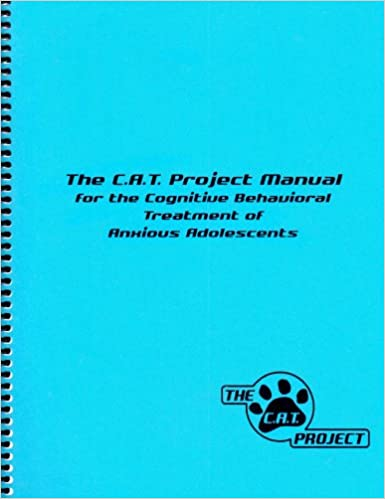 The C.A.T. Project Manual
for the Cognitive Behavioral
Treatment of
Anxious Adolescents
THE
C.A.T.
PROJECT